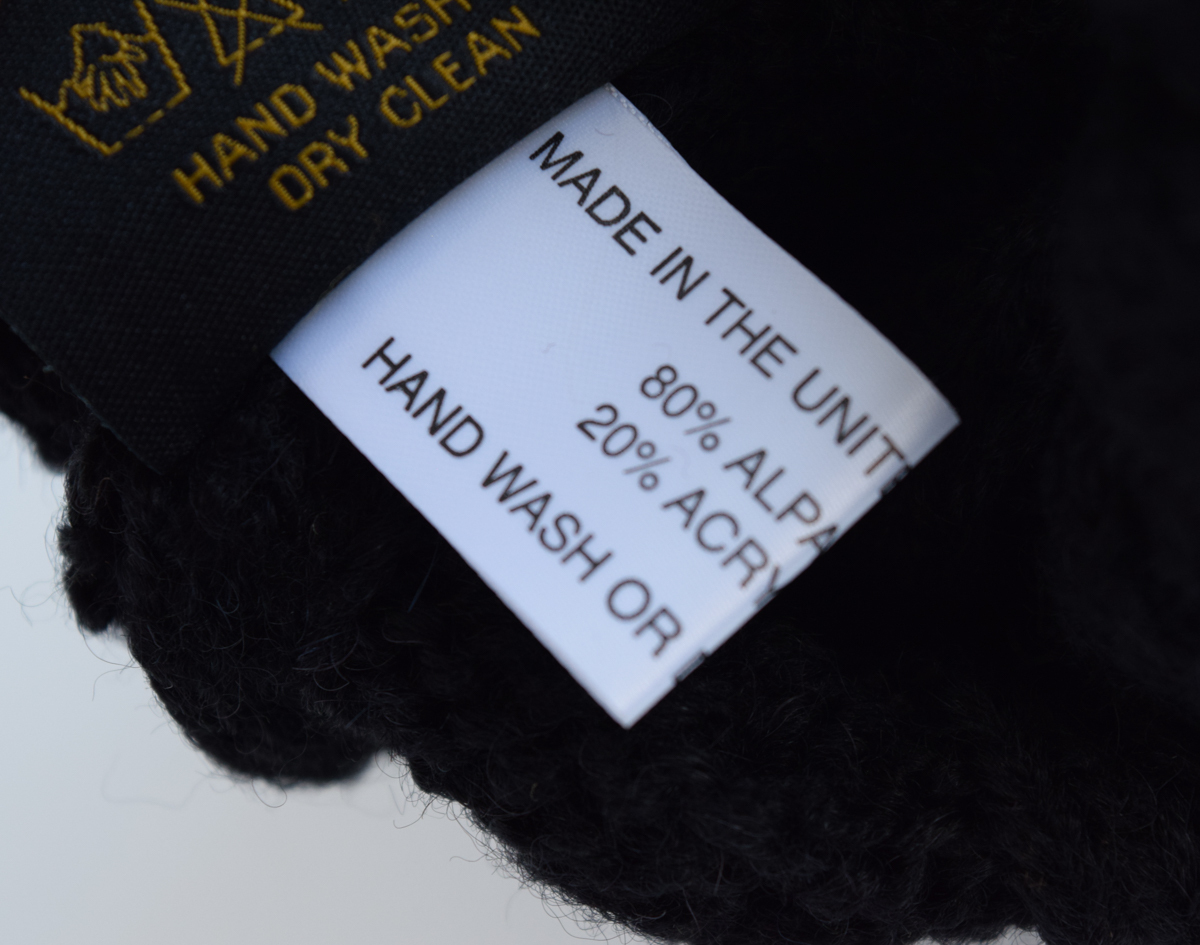 HAND WASH
DRY CLEAN
MADE IN THE UNIT
80% ALPA
20% ACRY
HAND WASH OR